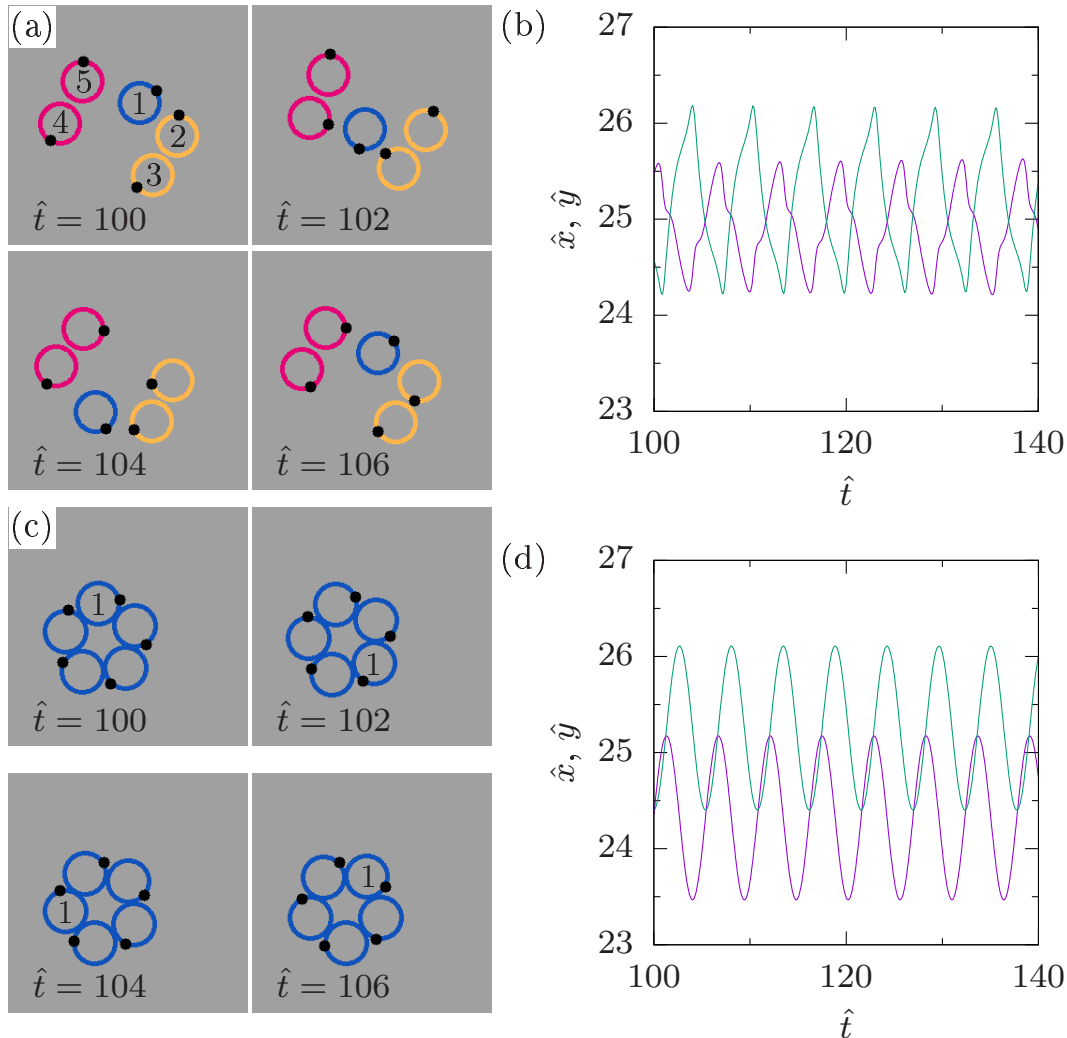 (a)
5
1
4
2
3
t̂ = 100
t̂ = 102
t̂ = 104
t̂ = 106
(b)
27
26
25
24
23
x̂, ŷ
100
120
140
t̂
(c)
1
t̂ = 100
1
t̂ = 102
1
t̂ = 104
1
t̂ = 106
(d)
27
26
25
24
23
x̂, ŷ
100
120
140
t̂